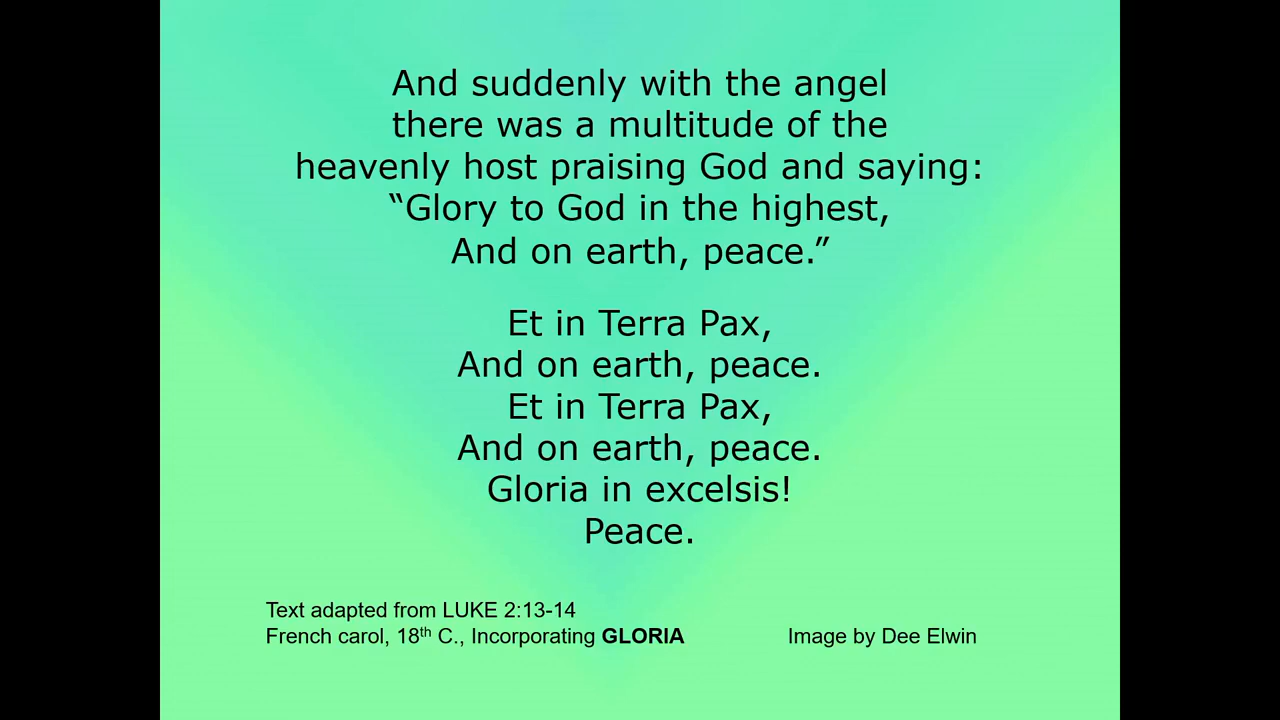 And suddenly with the angel
there was a multitude of the
heavenly host praising God and saying:
“Glory to God in the highest,
And on earth, peace.”
Et in Terra Pax,
And on earth, peace.
Et in Terra Pax,
And on earth, peace.
Gloria in excelsis!
Peace.
Text adapted from LUKE 2:13-14
French carol, 18th C., Incorporating GLORIA
Image by Dee Elwin